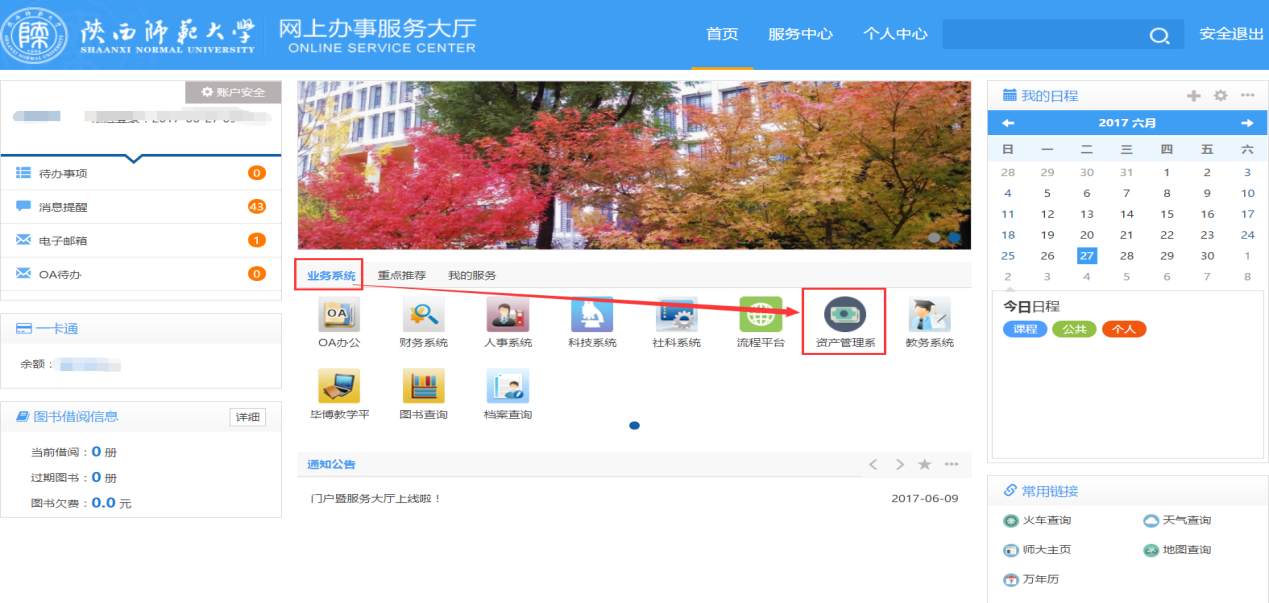 陕西师范大学
SHAANXI NORMAL UNIVERSITY
网上办事服务大厅
ONLINE SERVICE CENTER
首页 服务中心 个人中心 安全退出
账户安全
待办事项 0
消息提醒 43
电子邮箱 1
OA待办 0
一卡通
余额：
图书借阅信息 详细
当前借阅：0 册
过期图书：0 册
图书欠费：0.0 元
业务系统 重点推荐 我的服务
OA
OA办公 财务系统 人事系统 科技系统 社科系统 流程平台 资产管理系 教务系统
毕博教学平 图书查询 档案查询
通知公告
门户暨服务大厅上线啦！ 2017-06-09
我的日程
2017 六月
日 一 二 三 四 五 六
28 29 30 31 1 2 3
4 5 6 7 8 9 10
11 12 13 14 15 16 17
18 19 20 21 22 23 24
25 26 27 28 29 30 1
2 3 4 5 6 7 8
今日日程
课程 公共 个人
常用链接
火车查询 天气查询
师大主页 地图查询
万年历